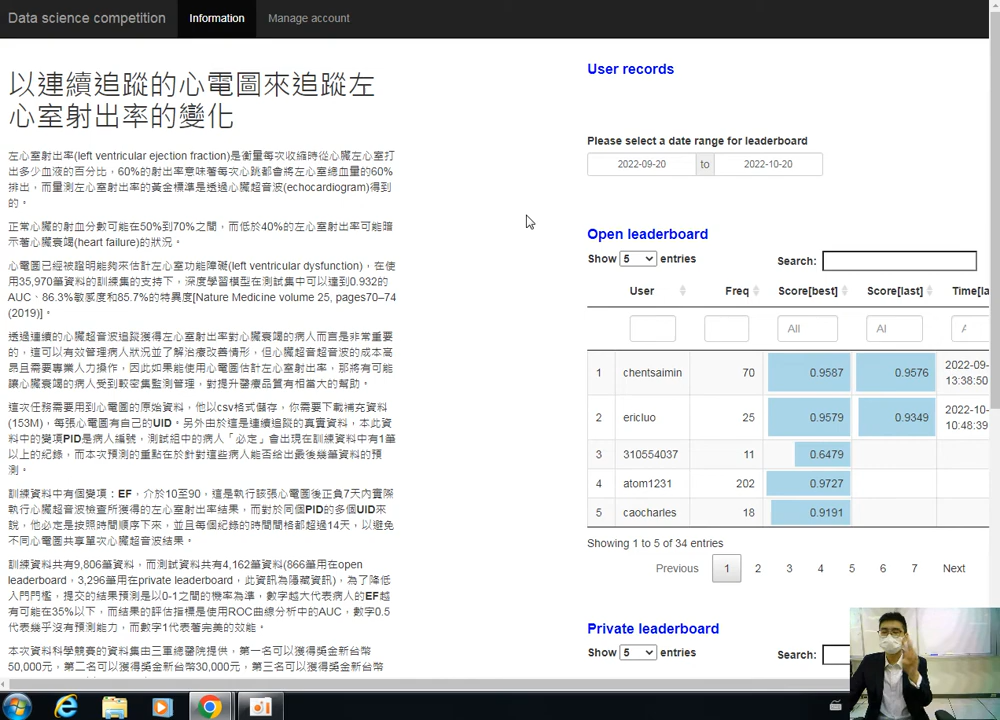 Data science competition
Information
Manage account
以連續追蹤的心電圖來追蹤左
心室射出率的變化
左心室射出率(left ventricular ejection fraction)是衡量每次收縮時從心臟左心室打
出多少血液的百分比，60%的射出率意味著每次心跳都會將左心室總血量的60%
排出，而量測左心室射出率的黃金標準是透過心臟超音波(echocardiogram)得到
的。
正常心臟的射血分數可能在50%到70%之間，而低於40%的左心室射出率可能暗
示著心臟衰竭(heart failure)的狀況。
心電圖已經被證明能夠來估計左心室功能障礙(left ventricular dysfunction)，在使
用35,970筆資料的訓練集的支持下，深度學習模型在測試集中可以達到0.932的
AUC、86.3%敏感度和85.7%的特異度[Nature Medicine volume 25, pages70–74
(2019)]。
透過連續的心臟超音波追蹤獲得左心室射出率對心臟衰竭的病人而言是非常重要
的，這可以有效管理病人狀況並了解治療改善情形，但心臟超音超音波的成本高
昂且需要專業人力操作，因此如果能使用心電圖估計左心室射出率，那將有可能
讓心臟衰竭的病人受到較密集監測管理，對提升醫療品質有相當大的幫助。
這次任務需要用到心電圖的原始資料，他以csv格式儲存，你需要下載補充資料
(153M)，每張心電圖有自己的UID。另外由於這是連續追蹤的真實資料，本此資
料中的變項PID是病人編號，測試組中的病人「必定」會出現在訓練資料中有1筆
以上的紀錄，而本次預測的重點在於針對這些病人能否給出最後幾筆資料的預
測。
訓練資料中有個變項：EF，介於10至90，這是執行該張心電圖後正負7天內實際
執行心臟超音波檢查所獲得的左心室射出率結果，而對於同個PID的多個UID來
說，他必定是按照時間順序下來，並且每個紀錄的時間間格都超過14天，以避免
不同心電圖共享單次心臟超音波結果。
訓練資料共有9,806筆資料，而測試資料共有4,162筆資料(866筆用在open
leaderboard，3,296筆用在private leaderboard，此資訊為隱藏資訊)，為了降低
入門門檻，提交的結果預測是以0-1之間的機率為準，數字越大代表病人的EF越
有可能在35%以下，而結果的評估指標是使用ROC曲線分析中的AUC，數字0.5
代表幾乎沒有預測能力，而數字1代表著完美的效能。
本次資料科學競賽的資料集由三軍總醫院提供，第一名可以獲得獎金新台幣
50,000元，第二名可以獲得獎金新台幣30,000元，第三名可以獲得獎金新台幣
User records
Please select a date range for leaderboard
2022-09-20 to 2022-10-20
Open leaderboard
Show 5 entries
Search:
User Freq Score[best] Score[last] Time[la
All Al A
1 chentsaimin 70 0.9587 0.9576 2022-09-
13:38:50
2 ericluo 25 0.9579 0.9349 2022-10-
10:48:39
3 310554037 11 0.6479
4 atom1231 202 0.9727
5 caocharles 18 0.9191
Showing 1 to 5 of 34 entries
Previous 1 2 3 4 5 6 7 Next
Private leaderboard
Show 5 entries
Search: